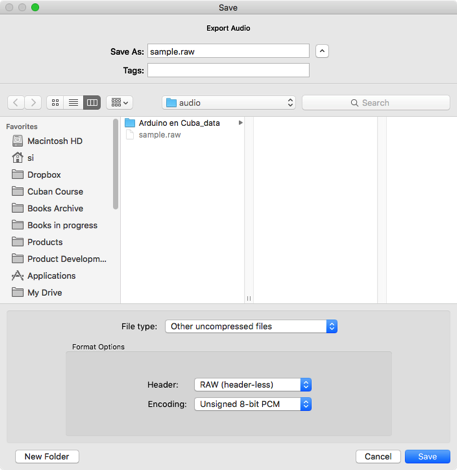 Save
Export Audio
Save As: sample.raw
Tags:
audio
Search
Favorites
Macintosh HD
si
Dropbox
Cuban Course
Books Archive
Books in progress
Products
Product Developm...
Applications
My Drive
Arduino en Cuba_data
sample.raw
File type: Other uncompressed files
Format Options
Header: RAW (header-less)
Encoding: Unsigned 8-bit PCM
New Folder
Cancel
Save